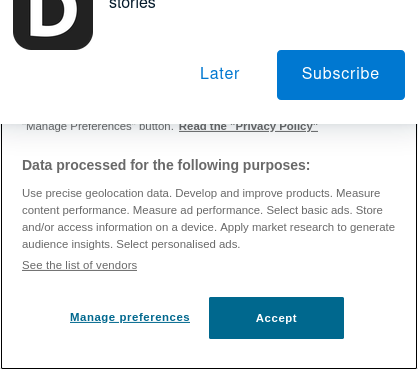 D
stories
Later
Subscribe
"Manage Preferences" button. Read the "Privacy Policy"
Data processed for the following purposes:
Use precise geolocation data. Develop and improve products. Measure
content performance. Measure ad performance. Select basic ads. Store
and/or access information on a device. Apply market research to generate
audience insights. Select personalised ads.
See the list of vendors
Manage preferences
Accept